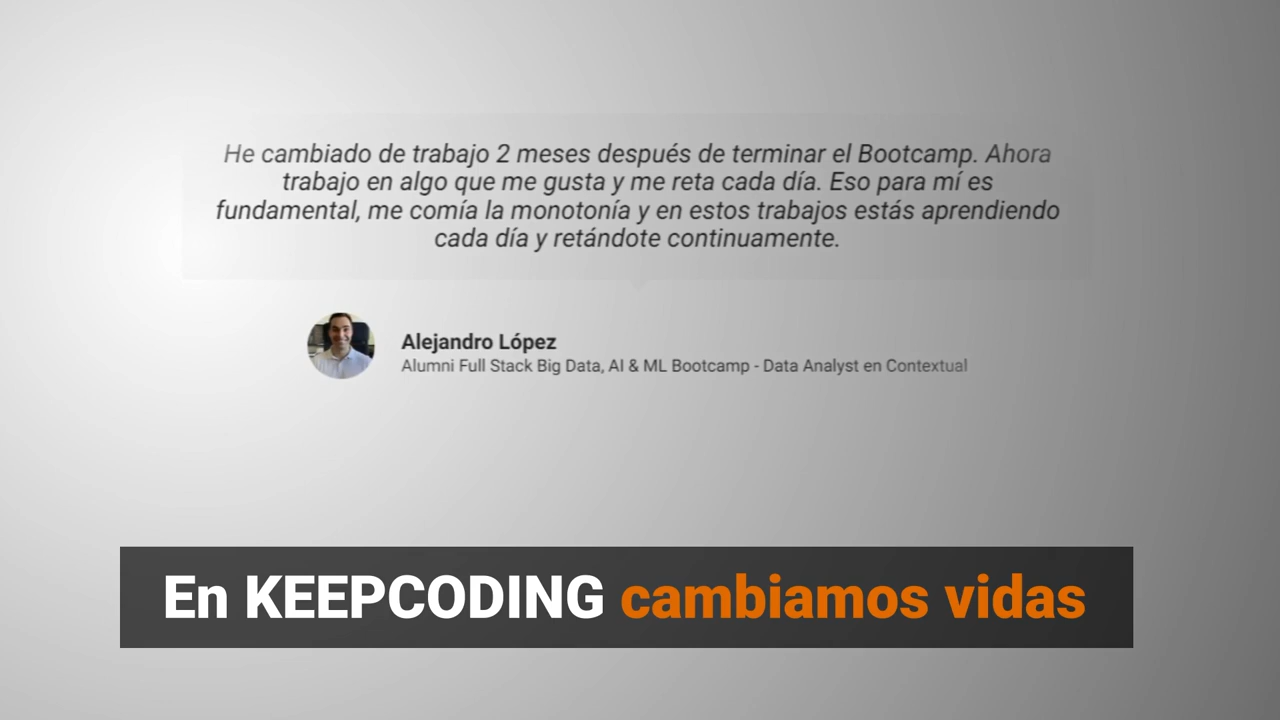 He cambiado de trabajo 2 meses después de terminar el Bootcamp. Ahora
trabajo en algo que me gusta y me reta cada día. Eso para mí es
fundamental, me comía la monotonía y en estos trabajos estás aprendiendo
cada día y retándote continuamente.
Alejandro López
Alumni Full Stack Big Data, AI & ML Bootcamp - Data Analyst en Contextual
En KEEPCODING cambiamos vidas